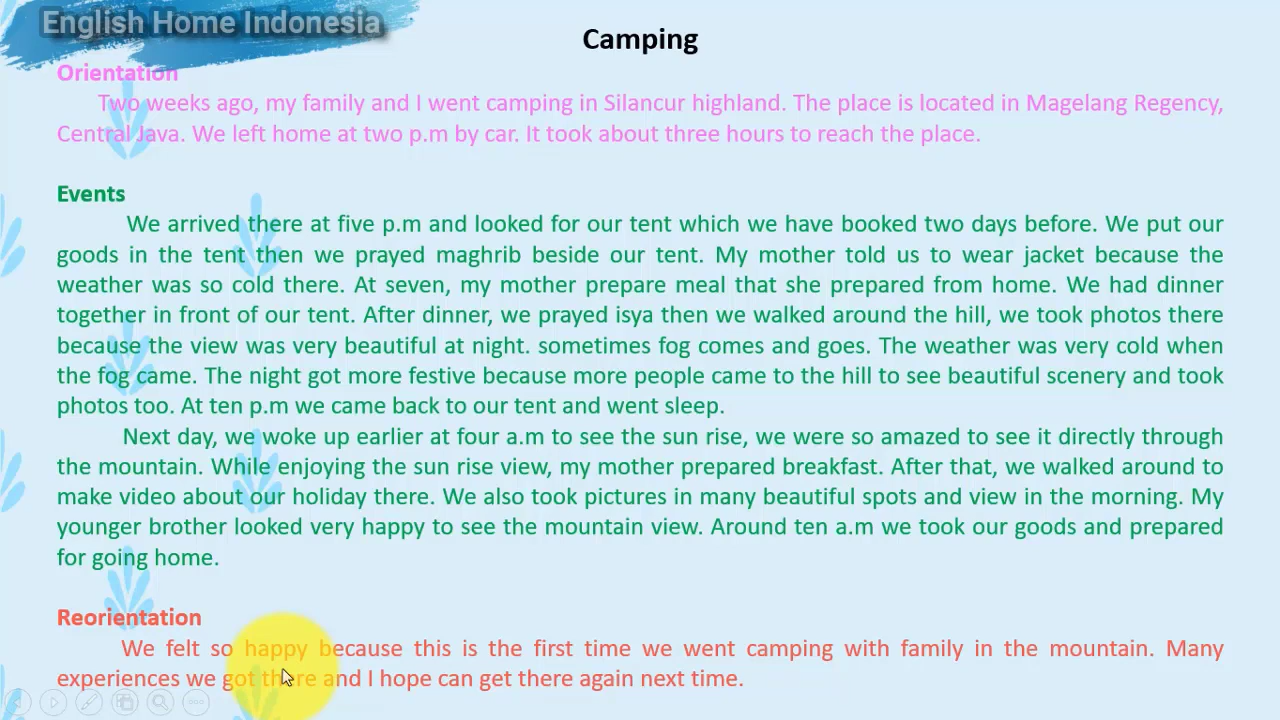 English Home Indonesia
Camping
Orientation
Two weeks ago, my family and I went camping in Silancur highland. The place is located in Magelang Regency,
Central Java. We left home at two p.m by car. It took about three hours to reach the place.
Events
We arrived there at five p.m and looked for our tent which we have booked two days before. We put our
goods in the tent then we prayed maghrib beside our tent. My mother told us to wear jacket because the
weather was so cold there. At seven, my mother prepare meal that she prepared from home. We had dinner
together in front of our tent. After dinner, we prayed isya then we walked around the hill, we took photos there
because the view was very beautiful at night. sometimes fog comes and goes. The weather was very cold when
the fog came. The night got more festive because more people came to the hill to see beautiful scenery and took
photos too. At ten p.m we came back to our tent and went sleep.
Next day, we woke up earlier at four a.m to see the sun rise, we were so amazed to see it directly through
the mountain. While enjoying the sun rise view, my mother prepared breakfast. After that, we walked around to
make video about our holiday there. We also took pictures in many beautiful spots and view in the morning. My
younger brother looked very happy to see the mountain view. Around ten a.m we took our goods and prepared
for going home.
Reorientation
We felt so happy because this is the first time we went camping with family in the mountain. Many
experiences we got there and I hope can get there again next time.